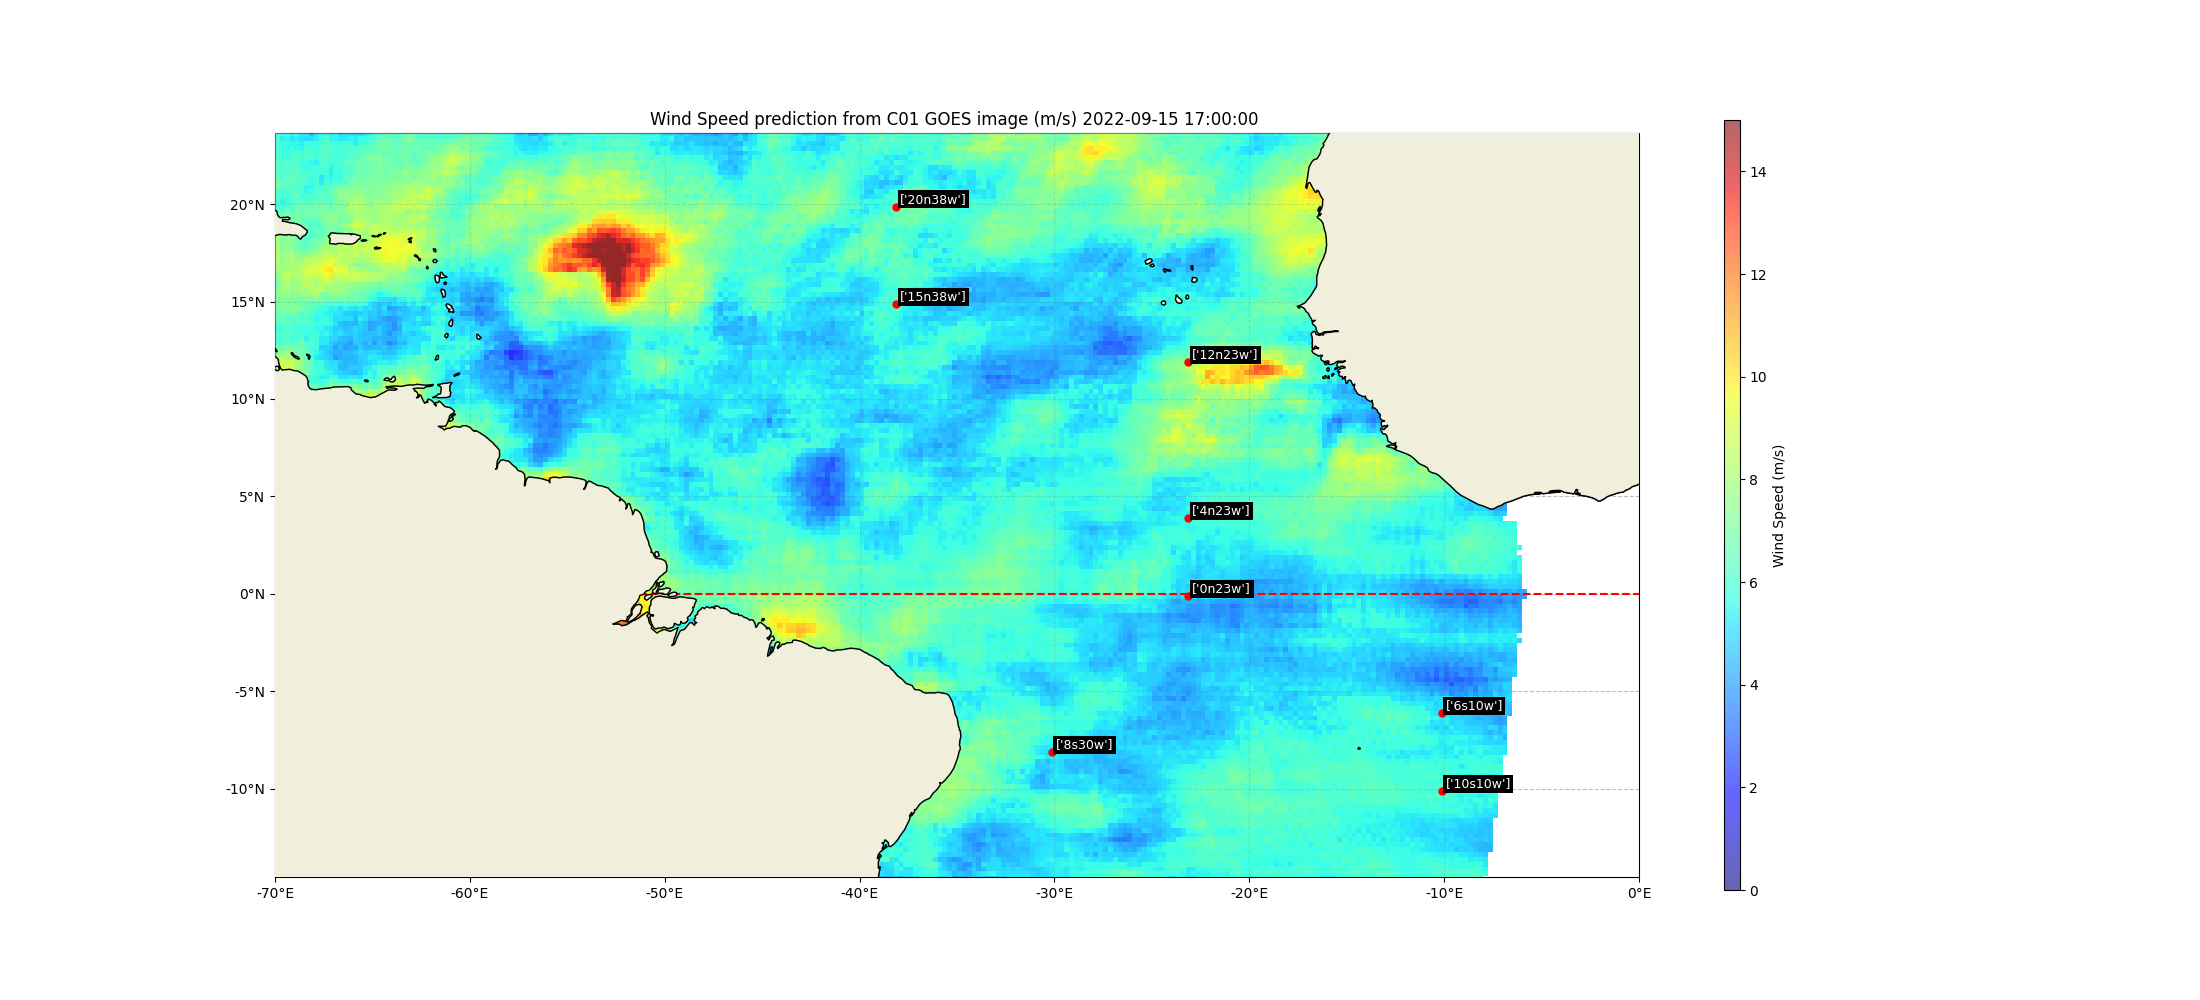 Wind Speed prediction from C01 GOES image (m/s) 2022-09-15 17:00:00
20°N
15°N
10°N
5°N
0°N
-5°N
-10°N
['20n38w']
['15n38w']
['12n23w']
['4n23w']
['0n23w']
['6s10w']
['8s30w']
['10s10w']
-70°E
-60°E
-50°E
-40°E
-30°E
-20°E
-10°E
0°E
14
12
10
8
6
4
2
0
Wind Speed (m/s)